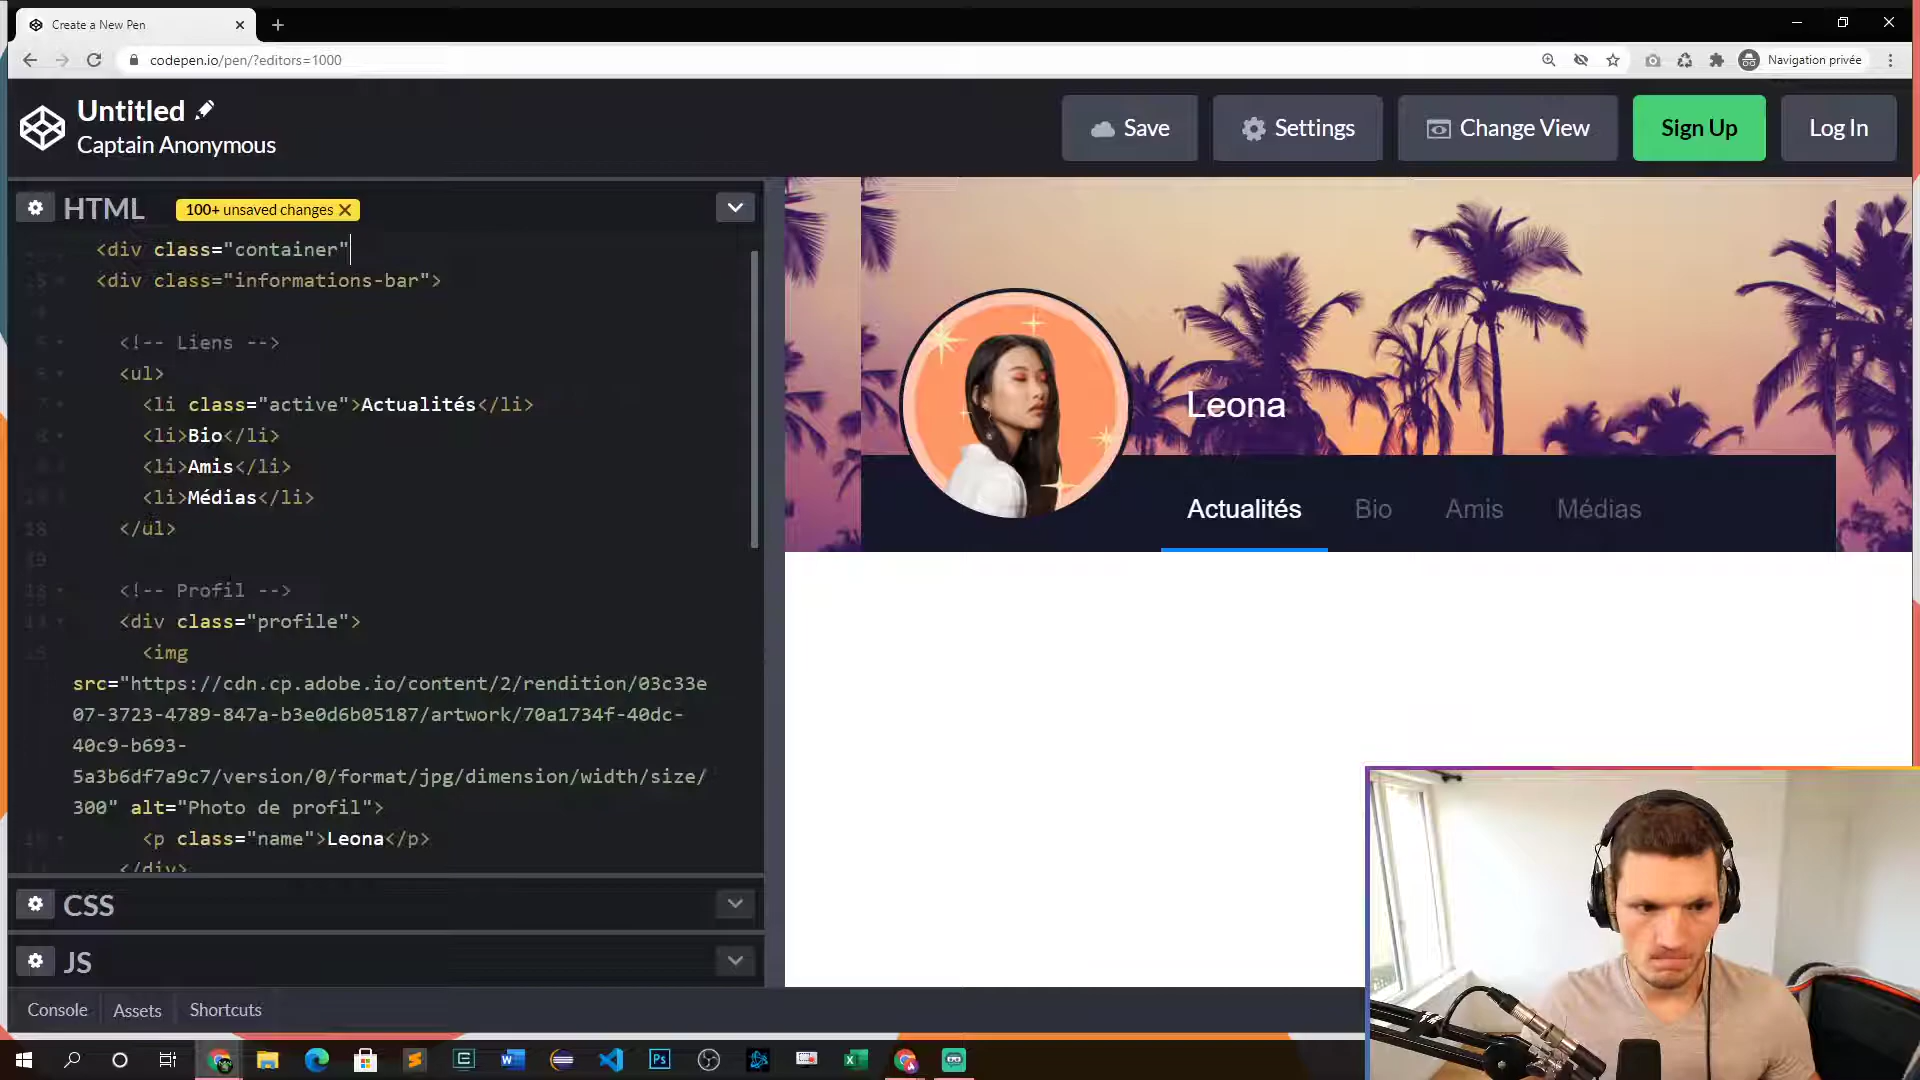 Create a New Pen
codepen.io/pen/?editors=1000
Navigation privée
Untitled
Captain Anonymous
Save
Settings
Change View
Sign Up
Log In
HTML
100+ unsaved changes
<div class="container"
<div class="informations-bar">
<!-- Liens -->
<ul>
<li class="active">Actualités</li>
<li>Bio</li>
<li>Amis</li>
<li>Médias</li>
</ul>
<!-- Profil -->
<div class="profile">
<img
src="https://cdn.cp.adobe.io/content/2/rendition/03c33e
07-3723-4789-847a-b3e0d6b05187/artwork/70a1734f-40dc-
40c9-b693-
5a3b6df7a9c7/version/0/format/jpg/dimension/width/size/
300" alt="Photo de profil">
<p class="name">Leona</p>
</div>
CSS
JS
Console
Assets
Shortcuts
Leona
Actualités
Bio
Amis
Médias